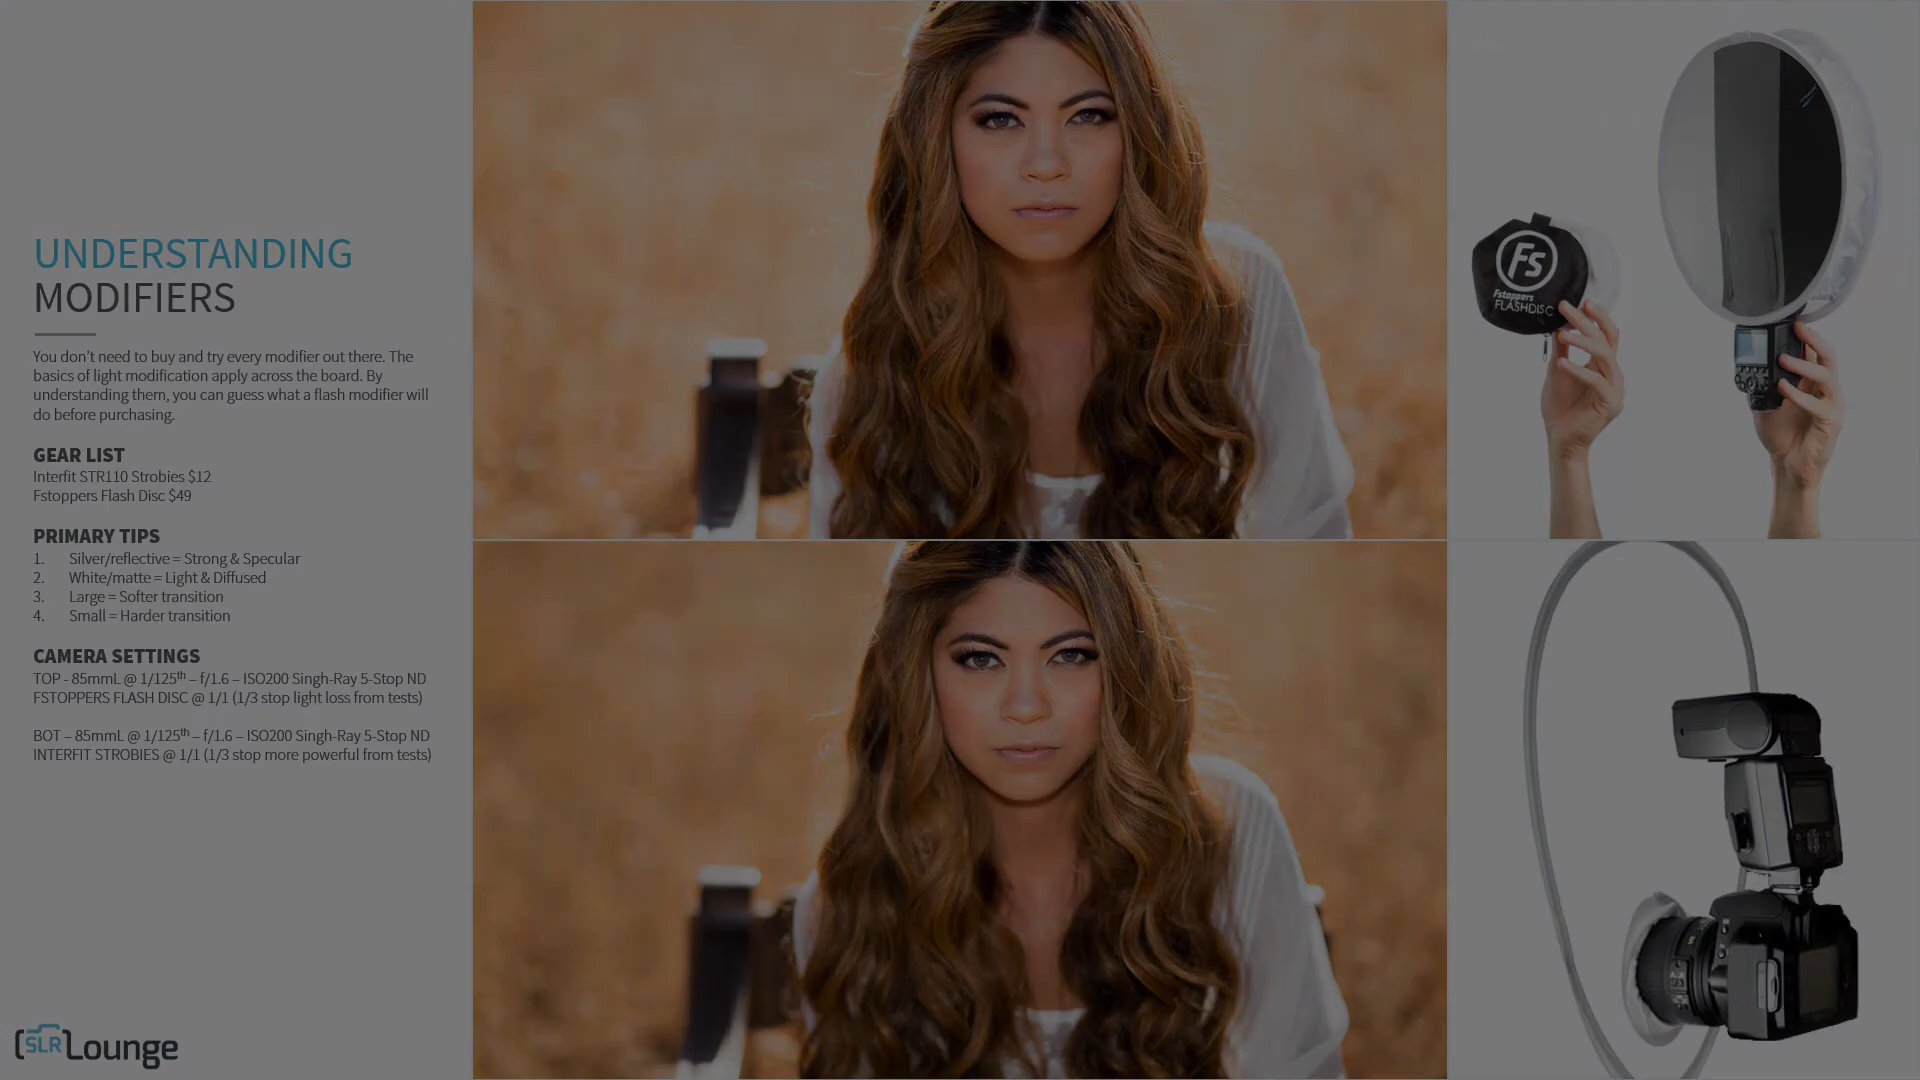 UNDERSTANDING
MODIFIERS
You don’t need to buy and try every modifier out there. The
basics of light modification apply across the board. By
understanding them, you can guess what a flash modifier will
do before purchasing.
GEAR LIST
Interfit STR110 Strobies $12
Fstoppers Flash Disc $49
PRIMARY TIPS
1. Silver/reflective = Strong & Specular
2. White/matte = Light & Diffused
3. Large = Softer transition
4. Small = Harder transition
CAMERA SETTINGS
TOP - 85mmL @ 1/125th – f/1.6 – ISO200 Singh-Ray 5-Stop ND
FSTOPPERS FLASH DISC @ 1/1 (1/3 stop light loss from tests)
BOT – 85mmL @ 1/125th – f/1.6 – ISO200 Singh-Ray 5-Stop ND
INTERFIT STROBIES @ 1/1 (1/3 stop more powerful from tests)
SLR Lounge
Fs
Fstoppers
FLASHDISC